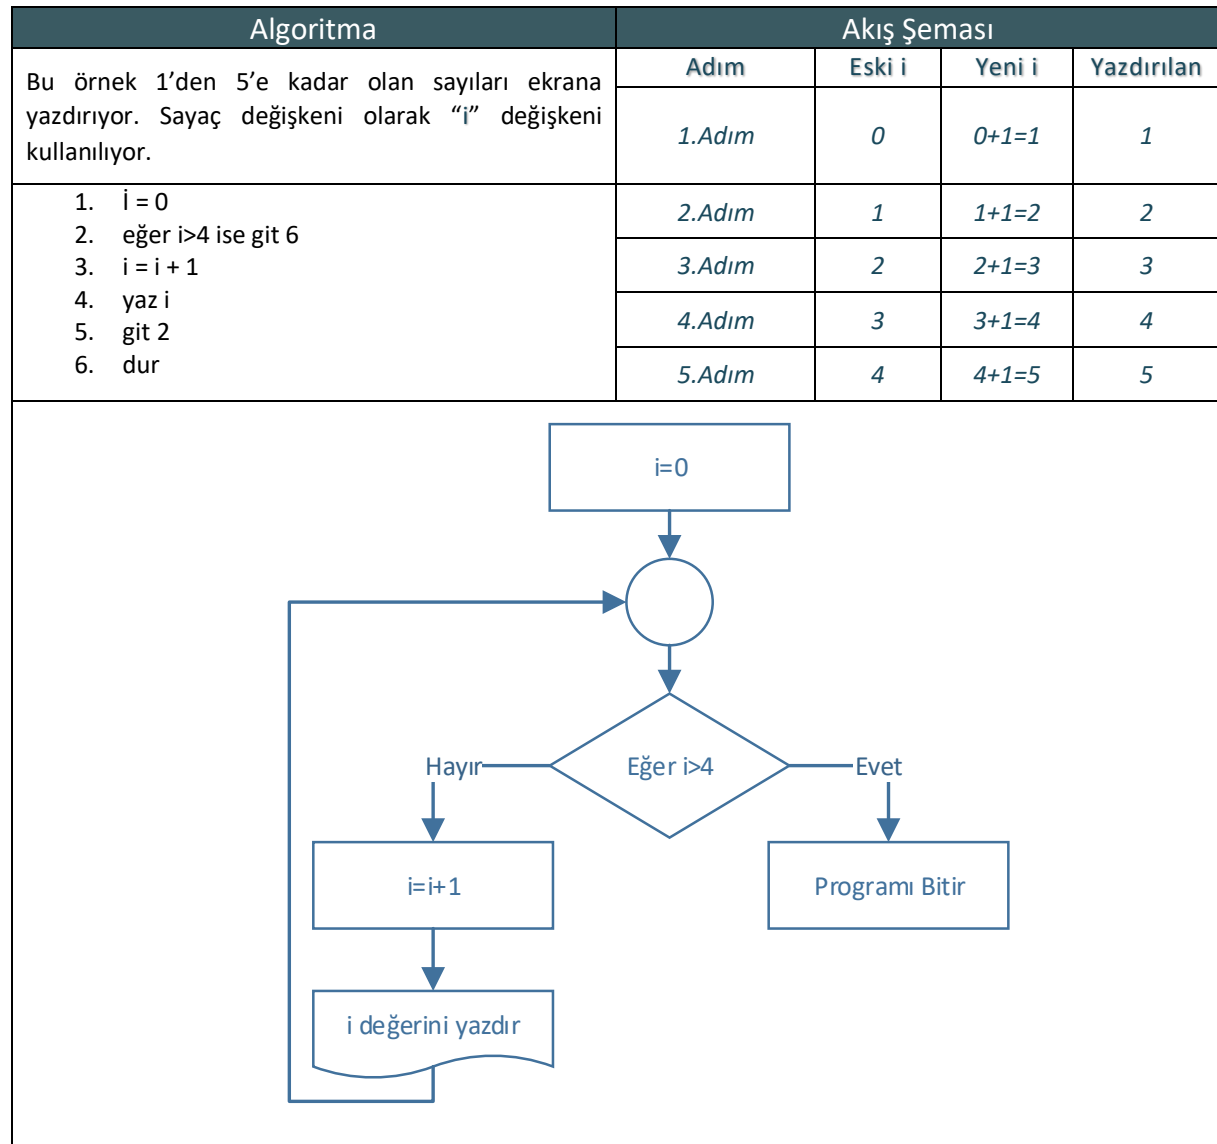 Algoritma
Akış Şeması
Bu örnek 1’den 5’e kadar olan sayıları ekrana
yazdırıyor. Sayaç değişkeni olarak “i” değişkeni
kullanılıyor.
Adım Eski i Yeni i Yazdırılan
1.Adım 0 0+1=1 1
1. İ = 0
2. eğer i>4 ise git 6
3. i = i + 1
4. yaz i
5. git 2
6. dur
2.Adım 1 1+1=2 2
3.Adım 2 2+1=3 3
4.Adım 3 3+1=4 4
5.Adım 4 4+1=5 5
i=0
Hayır Eğer i>4 Evet
i=i+1 Programı Bitir
i değerini yazdır